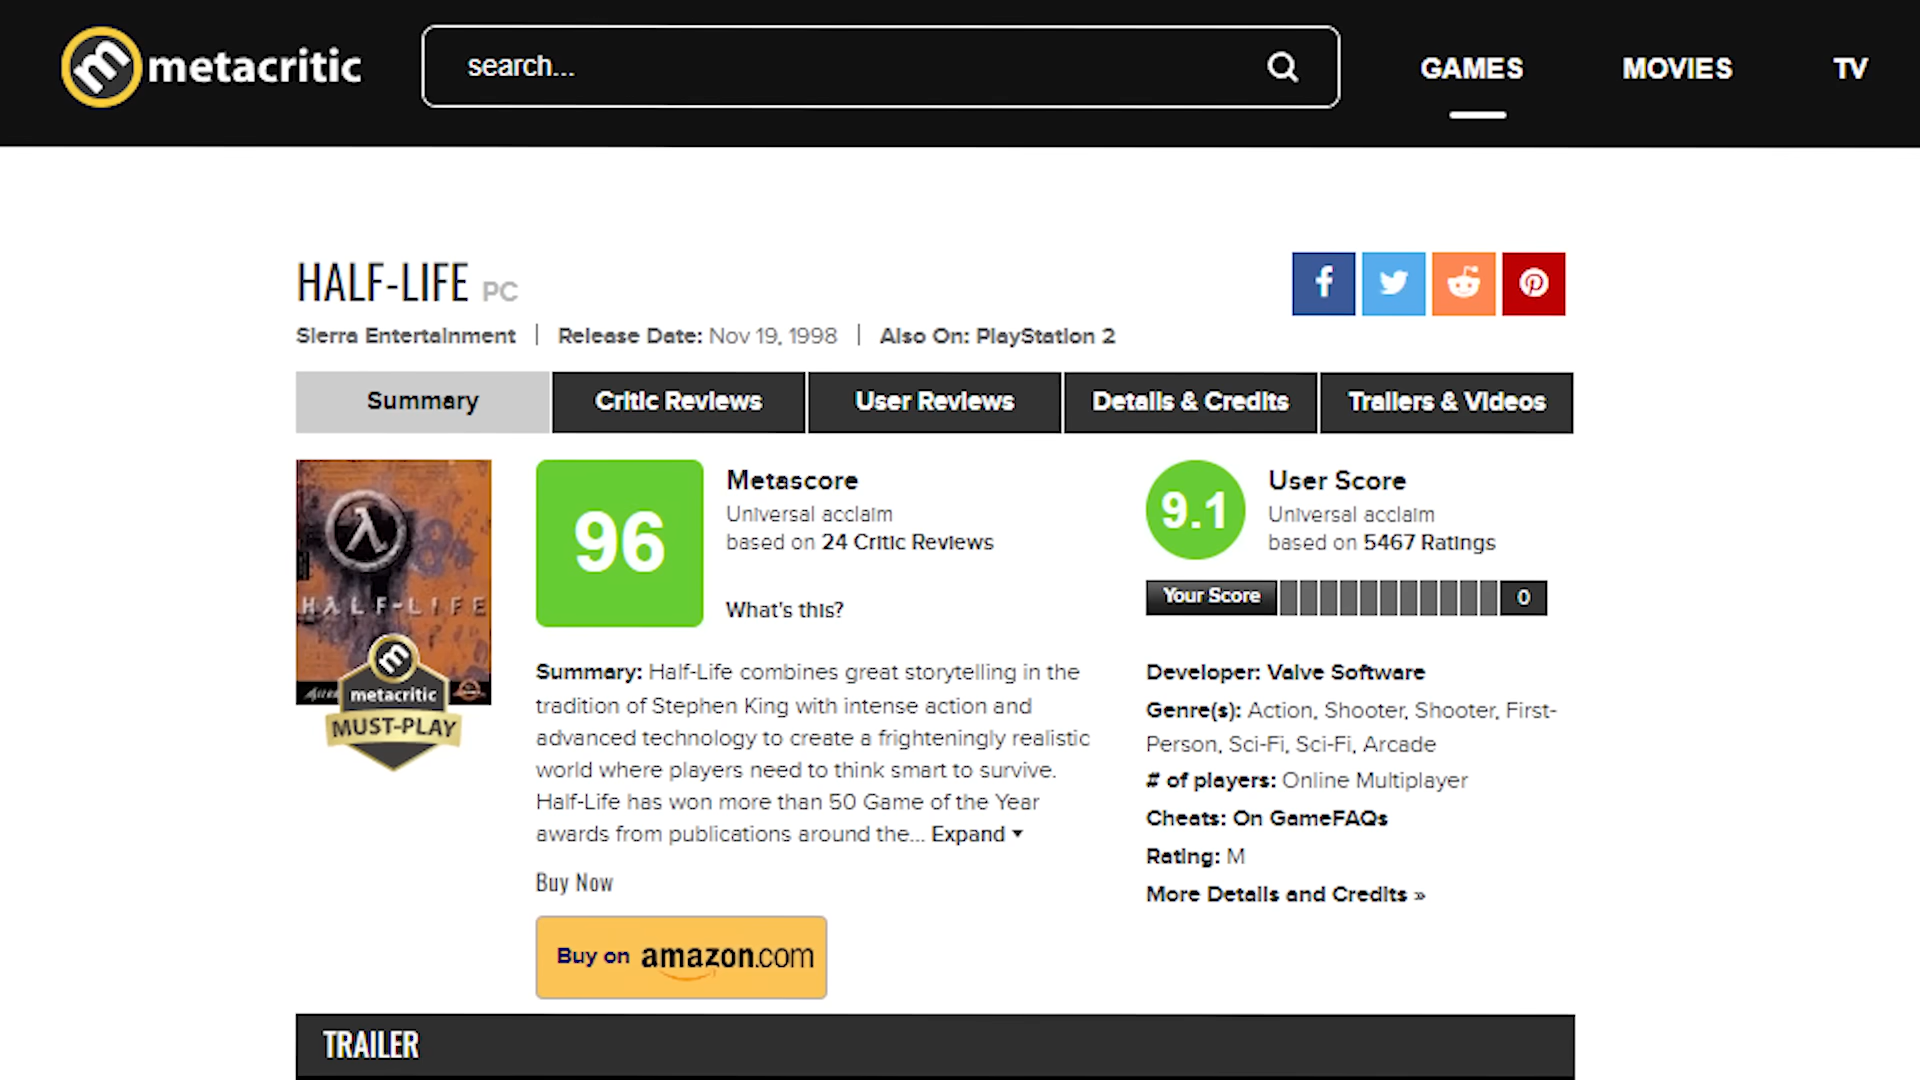 metacritic
search...
GAMES
MOVIES
TV
HALF-LIFE PC
Sierra Entertainment | Release Date: Nov 19, 1998 | Also On: PlayStation 2
Summary
Critic Reviews
User Reviews
Details & Credits
Trailers & Videos
HALF-LIFE
metacritic
MUST-PLAY
96
Metascore
Universal acclaim
based on 24 Critic Reviews
What's this?
9.1
User Score
Universal acclaim
based on 5467 Ratings
Your Score
0
Summary: Half-Life combines great storytelling in the
tradition of Stephen King with intense action and
advanced technology to create a frighteningly realistic
world where players need to think smart to survive.
Half-Life has won more than 50 Game of the Year
awards from publications around the... Expand ▾
Buy Now
Buy on amazon.com
Developer: Valve Software
Genre(s): Action, Shooter, Shooter, First-
Person, Sci-Fi, Sci-Fi, Arcade
# of players: Online Multiplayer
Cheats: On GameFAQs
Rating: M
More Details and Credits »
TRAILER